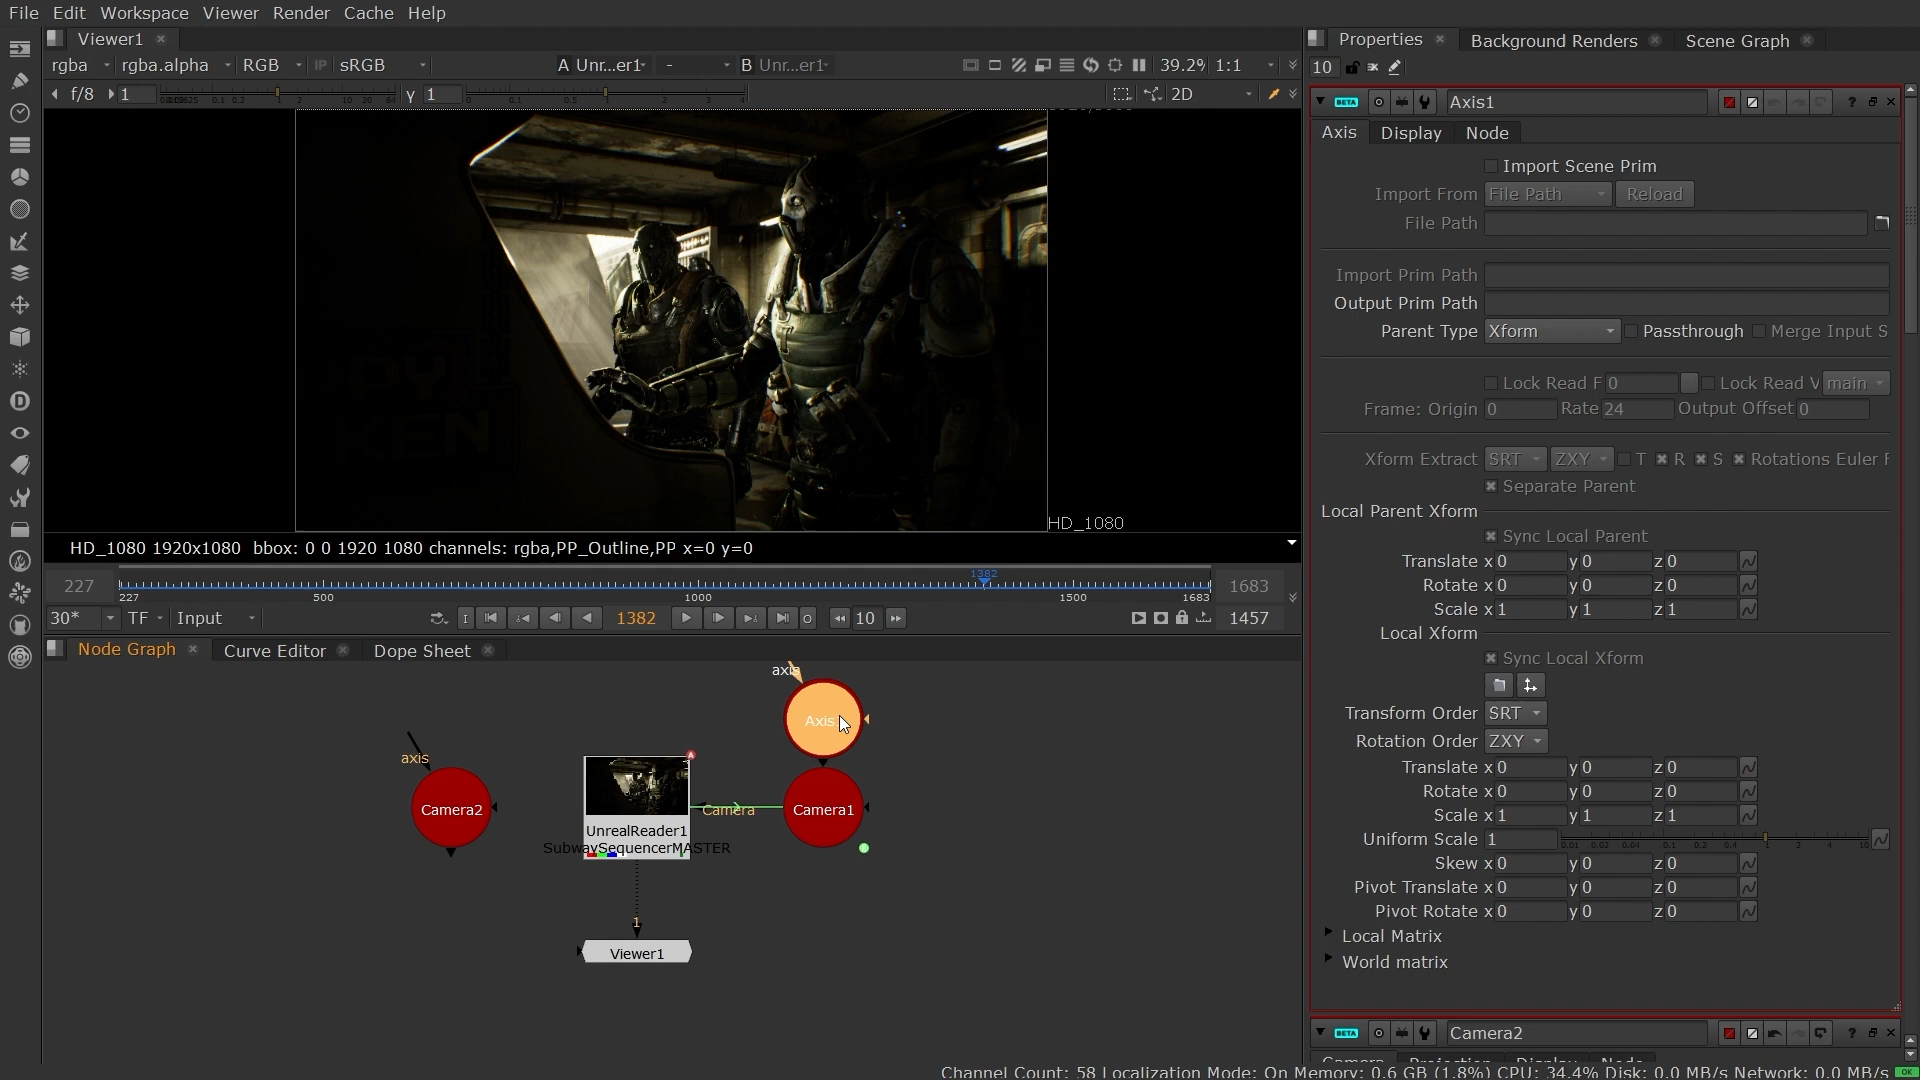 File Edit Workspace Viewer Render Cache Help
Viewer1
Properties Background Renders Scene Graph
rgba rgba.alpha RGB IP sRGB A Unr...er1 - B Unr...er1 39.2% 1:1
10
f/8 1 γ 1 2D
Axis1
Axis Display Node
Import Scene Prim
Import From File Path Reload
File Path
Import Prim Path
Output Prim Path
Parent Type Xform Passthrough Merge Input S
Lock Read F 0 Lock Read V main
Frame: Origin 0 Rate 24 Output Offset 0
Xform Extract SRT ZXY T R S Rotations Euler F
Separate Parent
Local Parent Xform
HD_1080
Sync Local Parent
HD_1080 1920x1080 bbox: 0 0 1920 1080 channels: rgba,PP_Outline,PP x=0 y=0
Translate x 0 y 0 z 0
Rotate x 0 y 0 z 0
Scale x 1 y 1 z 1
227 1382 1683
227 500 1000 1500 1683
30* TF Input I 1382 O 10 1457
Local Xform
Sync Local Xform
Transform Order SRT
Rotation Order ZXY
Translate x 0 y 0 z 0
Rotate x 0 y 0 z 0
Scale x 1 y 1 z 1
Uniform Scale 1
Skew x 0 y 0 z 0
Pivot Translate x 0 y 0 z 0
Pivot Rotate x 0 y 0 z 0
Local Matrix
World matrix
BETA Camera2
Node Graph Curve Editor Dope Sheet
axis
Axis
axis
Camera2
Camera
Camera1
UnrealReader1
SubwaySequencerMASTER
1
Viewer1
Channel Count: 58 Localization Mode: On Memory: 0.6 GB (1.8%) CPU: 34.4% Disk: 0.0 MB/s Network: 0.0 MB/s OK